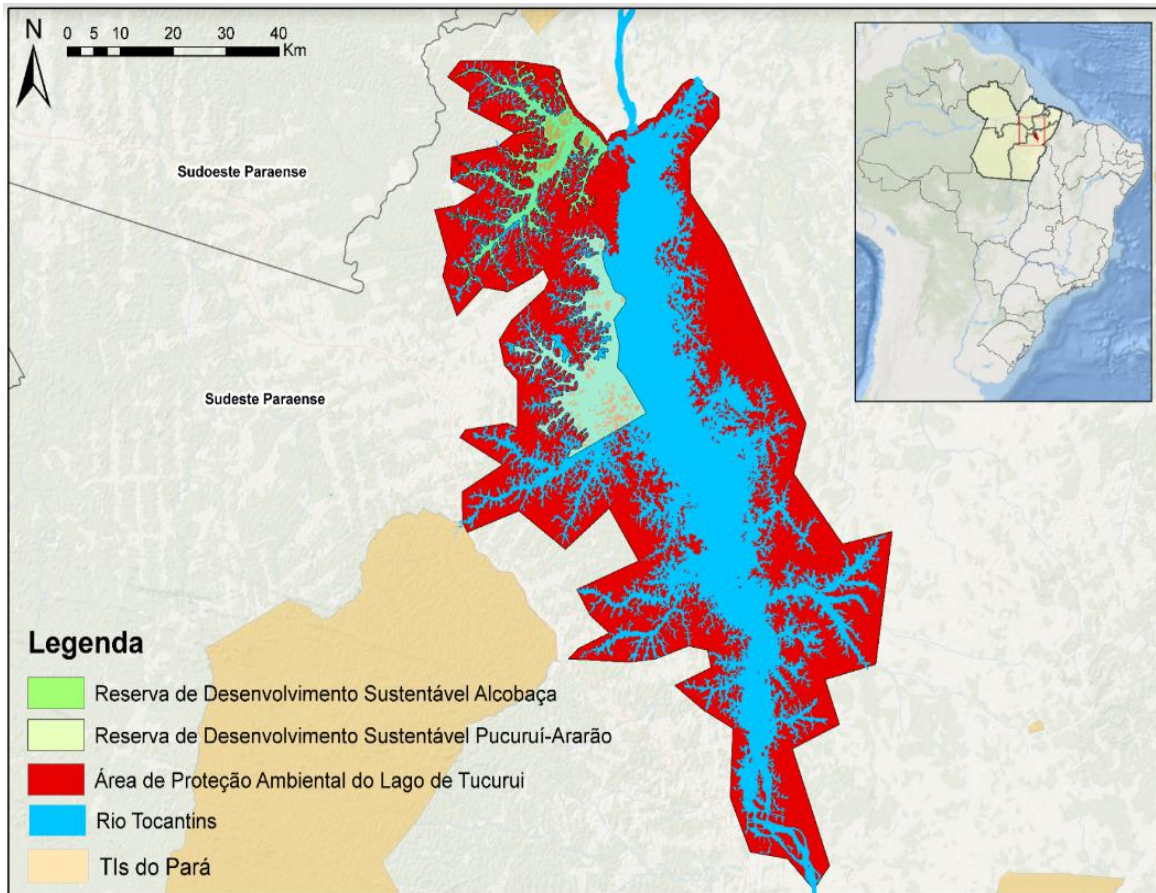 N
0 5 10 20 30 40
Km
Sudoeste Paraense
Sudeste Paraense
Legenda
Reserva de Desenvolvimento Sustentável Alcobaça
Reserva de Desenvolvimento Sustentável Pucuruí-Ararão
Área de Proteção Ambiental do Lago de Tucurui
Rio Tocantins
TIs do Pará